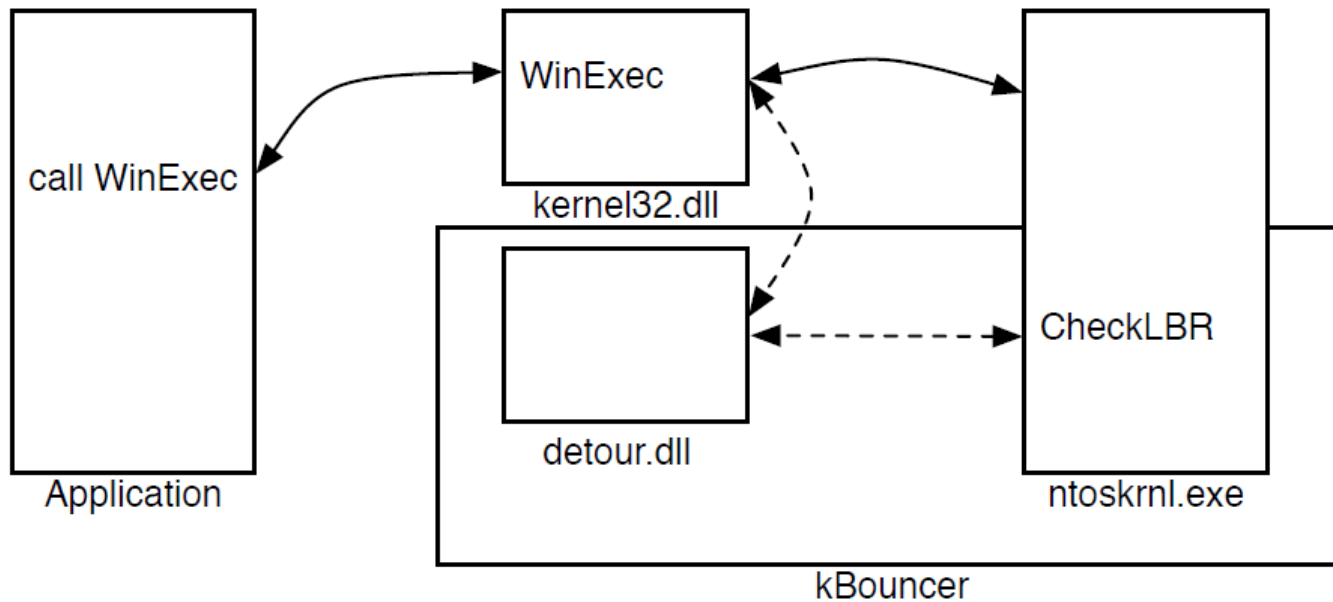 WinExec
call WinExec
kernel32.dll
CheckLBR
detour.dll
Application
ntoskrnl.exe
kBouncer